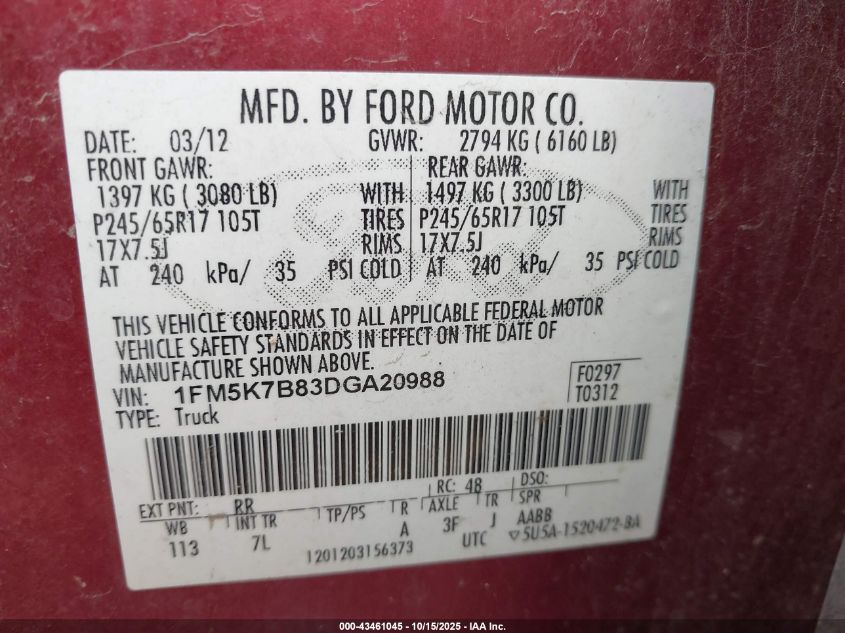 MFD. BY FORD MOTOR CO.
DATE: 03/12 GVWR: 2794 KG ( 6160 LB)
FRONT GAWR: REAR GAWR:
1397 KG ( 3080 LB) WITH 1497 KG ( 3300 LB) WITH
P245/65R17 105T TIRES P245/65R17 105T TIRES
17X7.5J RIMS 17X7.5J RIMS
AT 240 kPa/ 35 PSI COLD AT 240 kPa/ 35 PSI COLD
THIS VEHICLE CONFORMS TO ALL APPLICABLE FEDERAL MOTOR
VEHICLE SAFETY STANDARDS IN EFFECT ON THE DATE OF
MANUFACTURE SHOWN ABOVE.
VIN: 1FM5K7B83DGA20988 F0297
TYPE: Truck T0312
EXT PNT: RR RC: 48 DSO:
WB INT TR TP/PS R AXLE TR SPR
113 7L A 3F J AABB
1201203156373 UTC ▽5U5A-1520472-BA
000-43461045 - 10/15/2025 - IAA Inc.